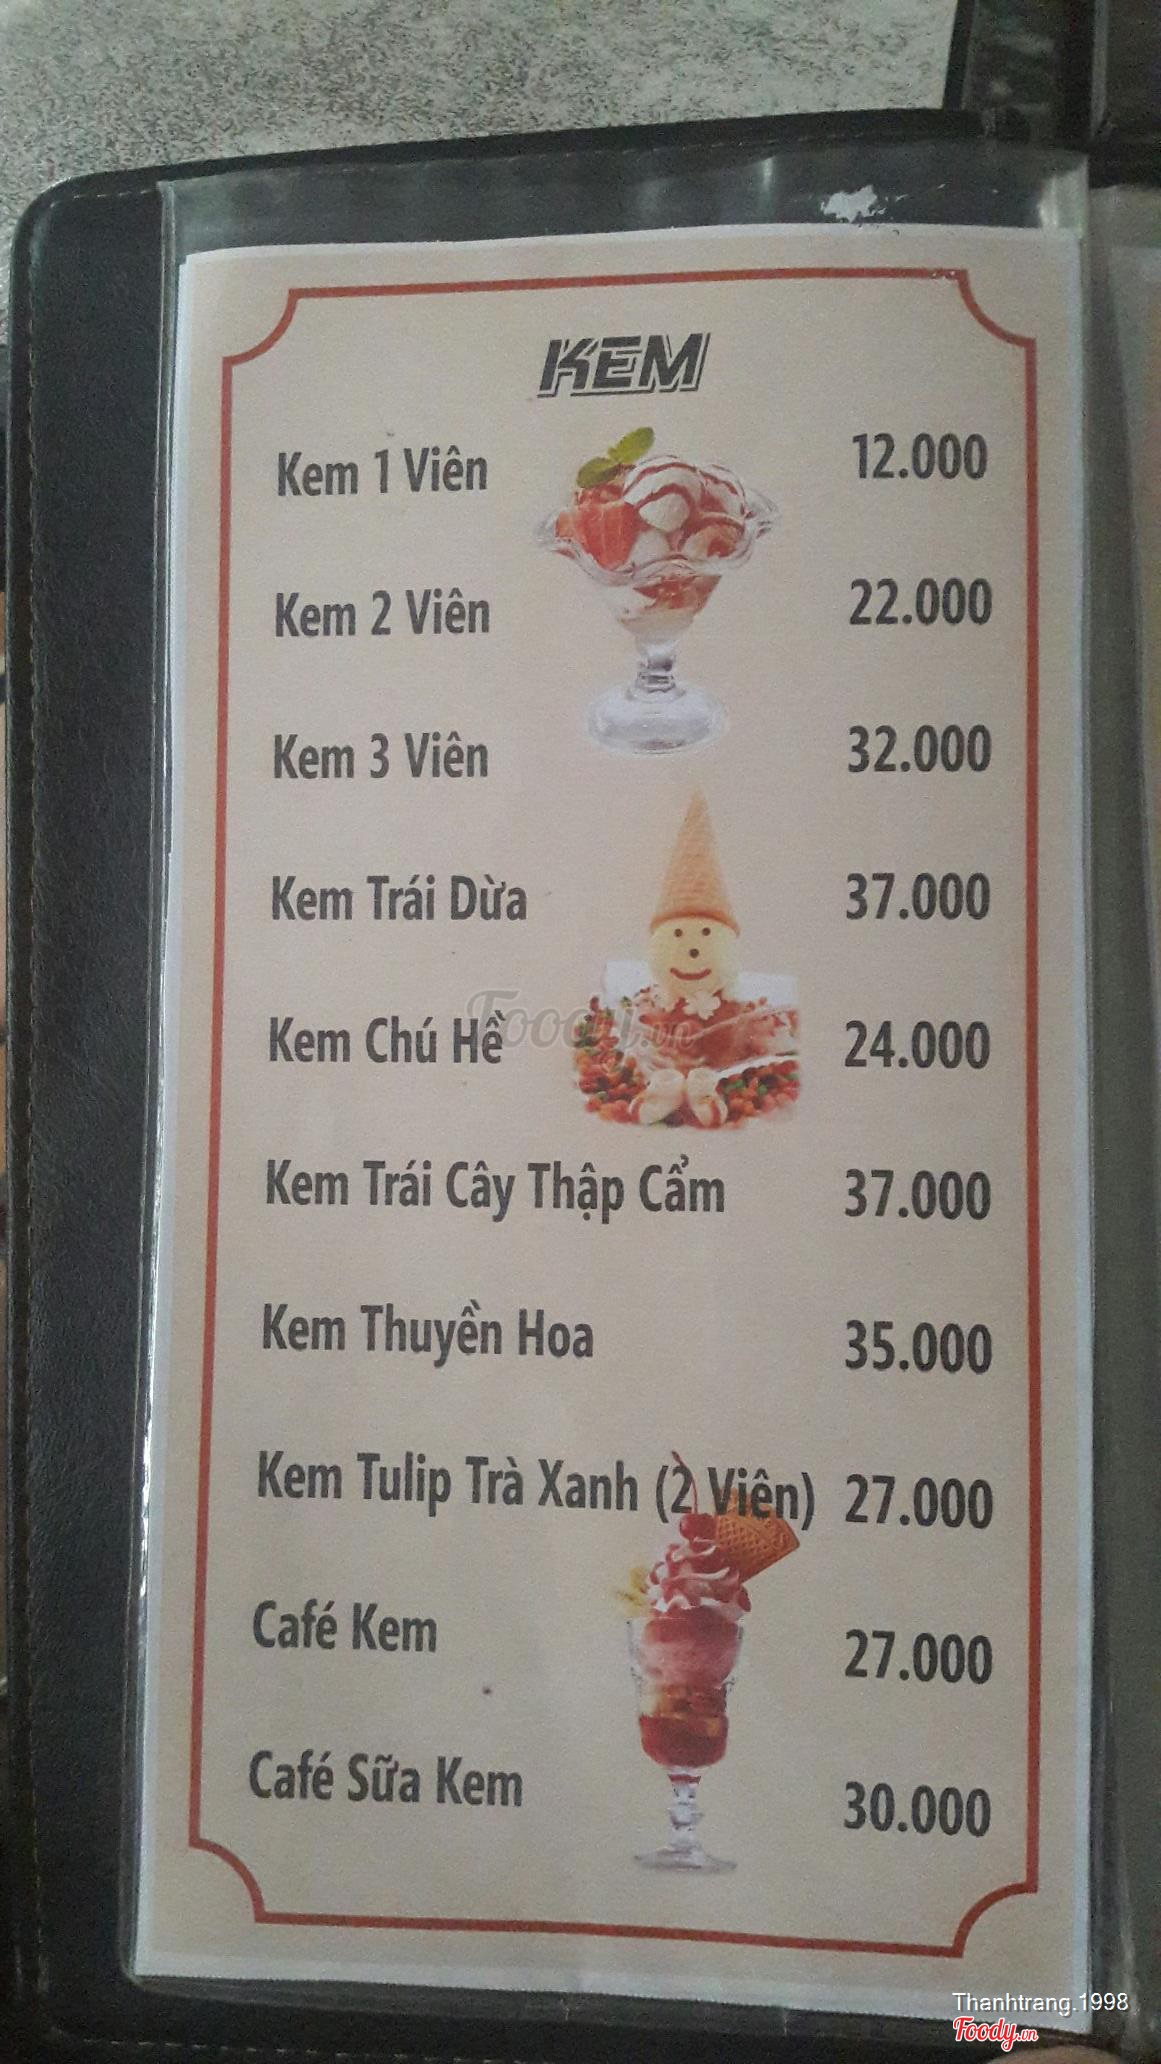 KEM
Kem 1 Viên 12.000
Kem 2 Viên 22.000
Kem 3 Viên 32.000
Kem Trái Dừa 37.000
Kem Chú Hề 24.000
Foody.vn
Kem Trái Cây Thập Cẩm 37.000
Kem Thuyền Hoa 35.000
Kem Tulip Trà Xanh (2 Viên) 27.000
Café Kem 27.000
Café Sữa Kem 30.000
Thanhtrang.1998
Foody.vn